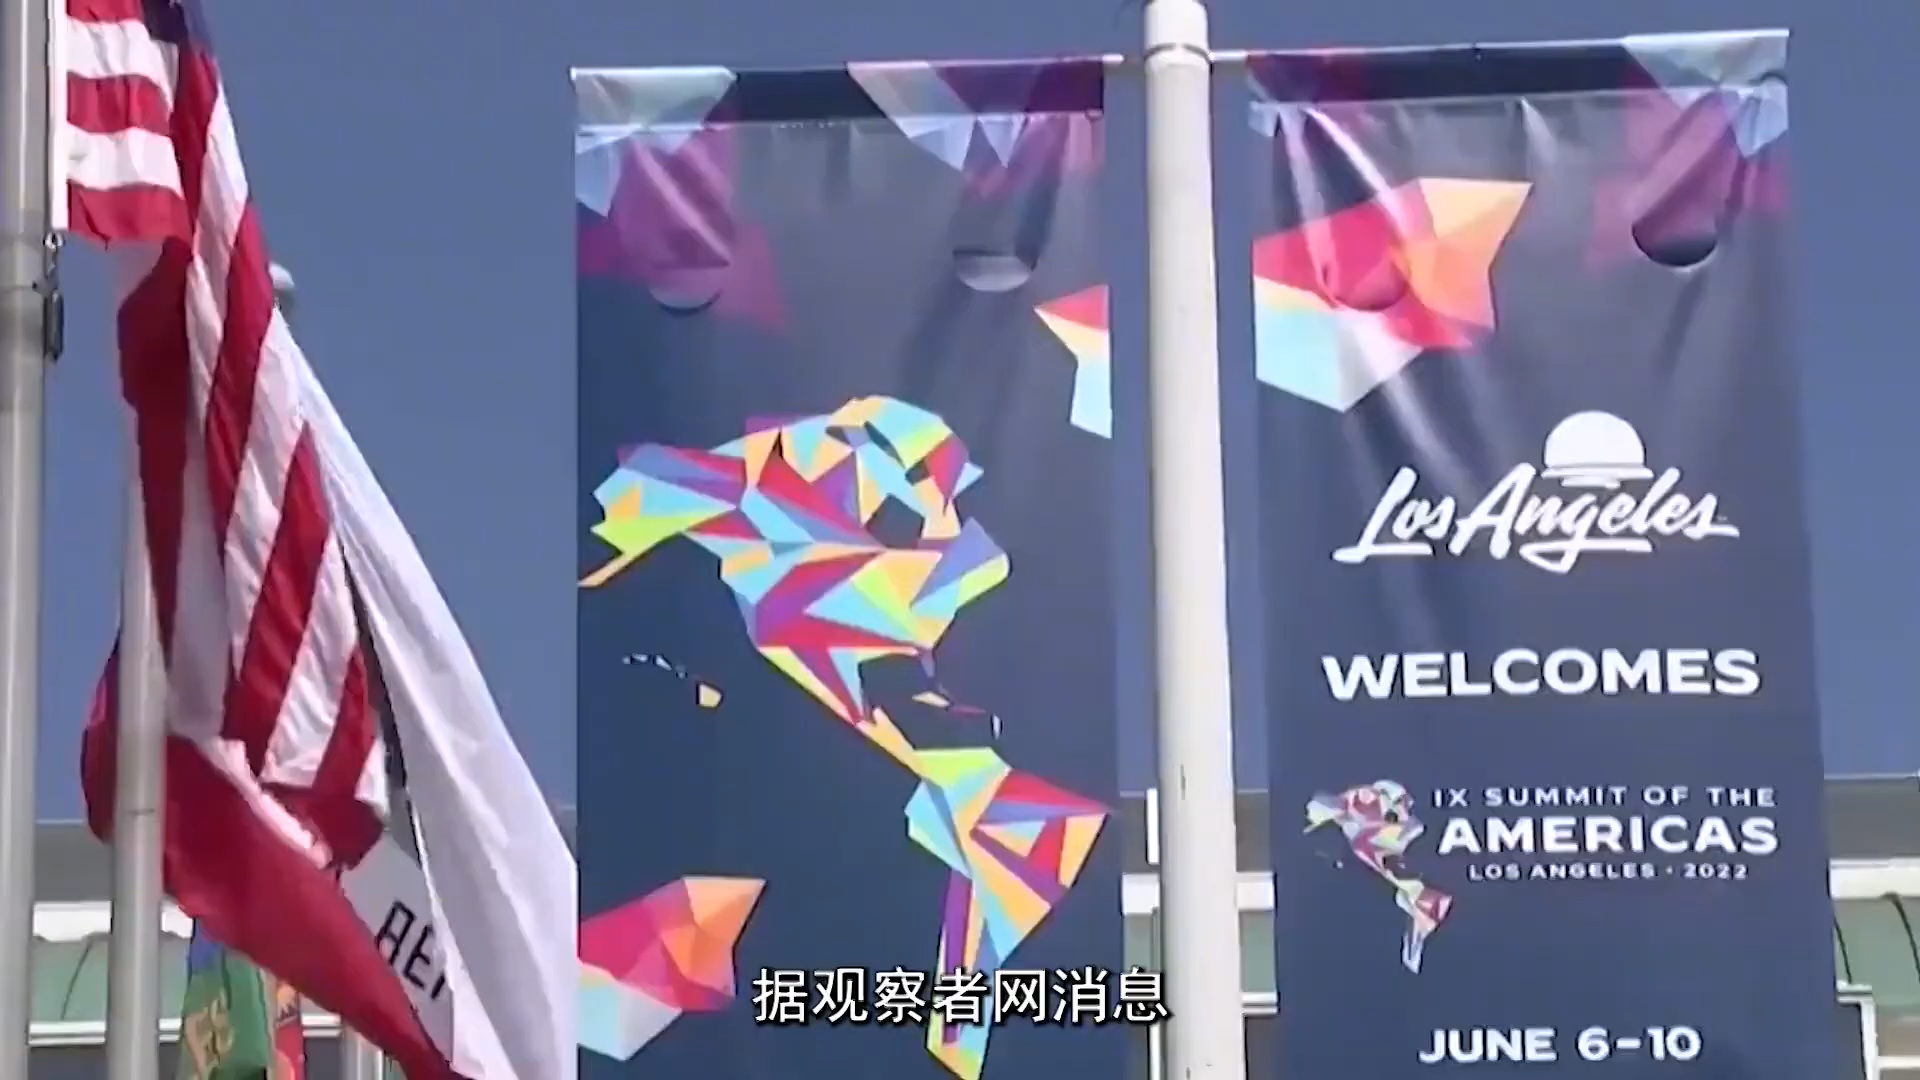 Los Angeles
WELCOMES
IX SUMMIT OF THE
AMERICAS
LOS ANGELES · 2022
JUNE 6-10
据观察者网消息